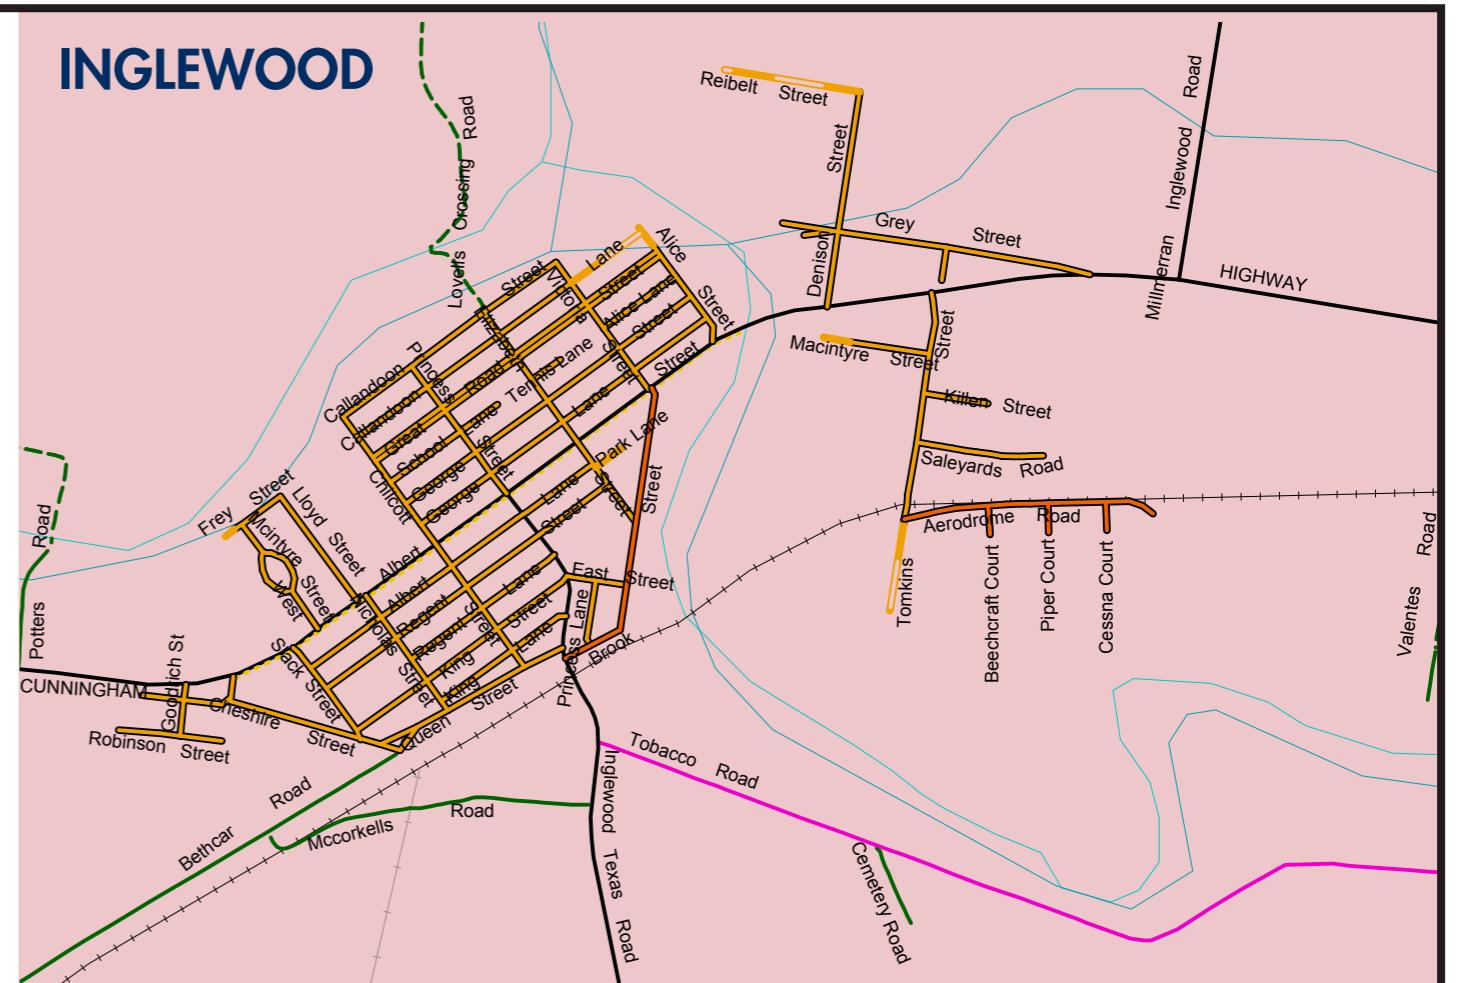 INGLEWOOD
Lovells Crossing Road
Reibelt Street
Denison Street
Grey Street
Millmerran Inglewood Road
HIGHWAY
Macintyre Street
Killen Street
Saleyards Road
Aerodrome Road
Tomkins Street
Beechcraft Court
Piper Court
Cessna Court
Valentes Road
Alice Street
Lane
Victoria Street
Callandoon Street
Callandoon
Street
Alice Lane
Street
Street
Elizabeth Street
Princess Street
Great Road
Tennis Lane
School Lane
George Lane
George
Chilcott Street
Park Lane
Albert Lane
Albert Street
Regent Lane
Regent Street
King Lane
King
Queen Street
East Street
Princess Lane
Brook Street
Nicholas Street
Slack Street
Frey Street
Lloyd Street
Mcintyre Street
West
Potters Road
CUNNINGHAM
Goodrich St
Cheshire Street
Robinson Street
Bethcar Road
Mccorkells Road
Inglewood Texas Road
Tobacco Road
Cemetery Road